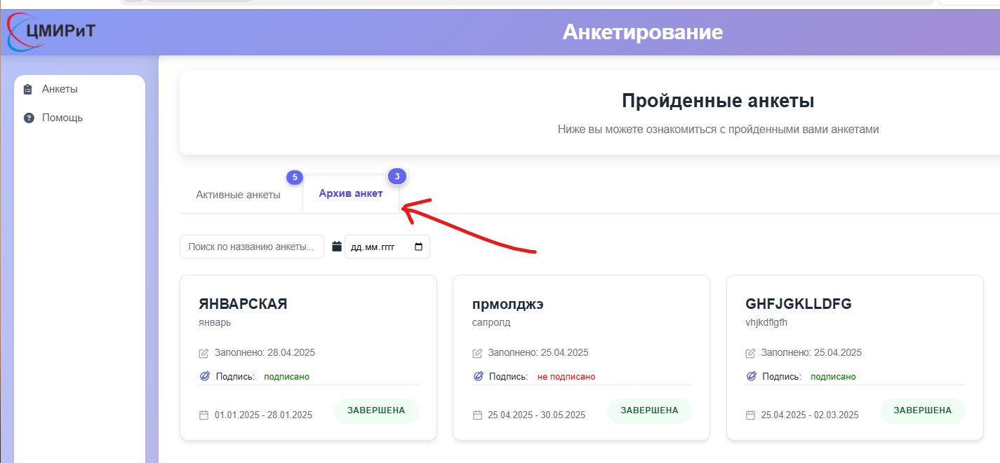 ЦМИРиТ
Анкетирование
Анкеты
Помощь
Пройденные анкеты
Ниже вы можете ознакомиться с пройденными вами анкетами
Активные анкеты 5
Архив анкет 3
Поиск по названию анкеты...
дд.мм.гггг
ЯНВАРСКАЯ
январь
Заполнено: 28.04.2025
Подпись: подписано
01.01.2025 - 28.01.2025
ЗАВЕРШЕНА
прмолджэ
сапролд
Заполнено: 25.04.2025
Подпись: не подписано
25.04.2025 - 30.05.2025
ЗАВЕРШЕНА
GHFJGKLLDFG
vhjkdflgfh
Заполнено: 25.04.2025
Подпись: подписано
25.04.2025 - 02.03.2025
ЗАВЕРШЕНА